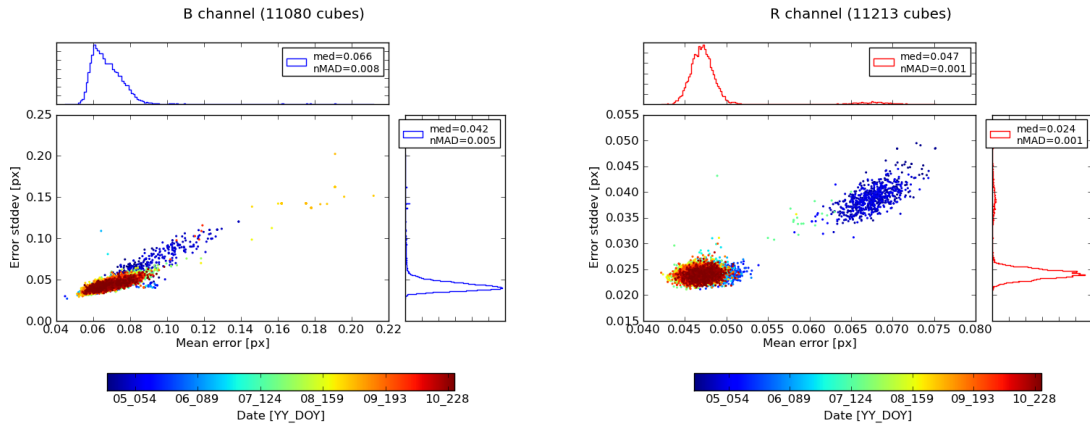 B channel (11080 cubes)
med=0.066
nMAD=0.008
0.25
0.20
0.15
0.10
0.05
0.00
Error stddev [px]
0.04 0.06 0.08 0.10 0.12 0.14 0.16 0.18 0.20 0.22
Mean error [px]
med=0.042
nMAD=0.005
05_054 06_089 07_124 08_159 09_193 10_228
Date [YY_DOY]
R channel (11213 cubes)
med=0.047
nMAD=0.001
0.055
0.050
0.045
0.040
0.035
0.030
0.025
0.020
0.015
Error stddev [px]
0.040 0.045 0.050 0.055 0.060 0.065 0.070 0.075 0.080
Mean error [px]
med=0.024
nMAD=0.001
05_054 06_089 07_124 08_159 09_193 10_228
Date [YY_DOY]